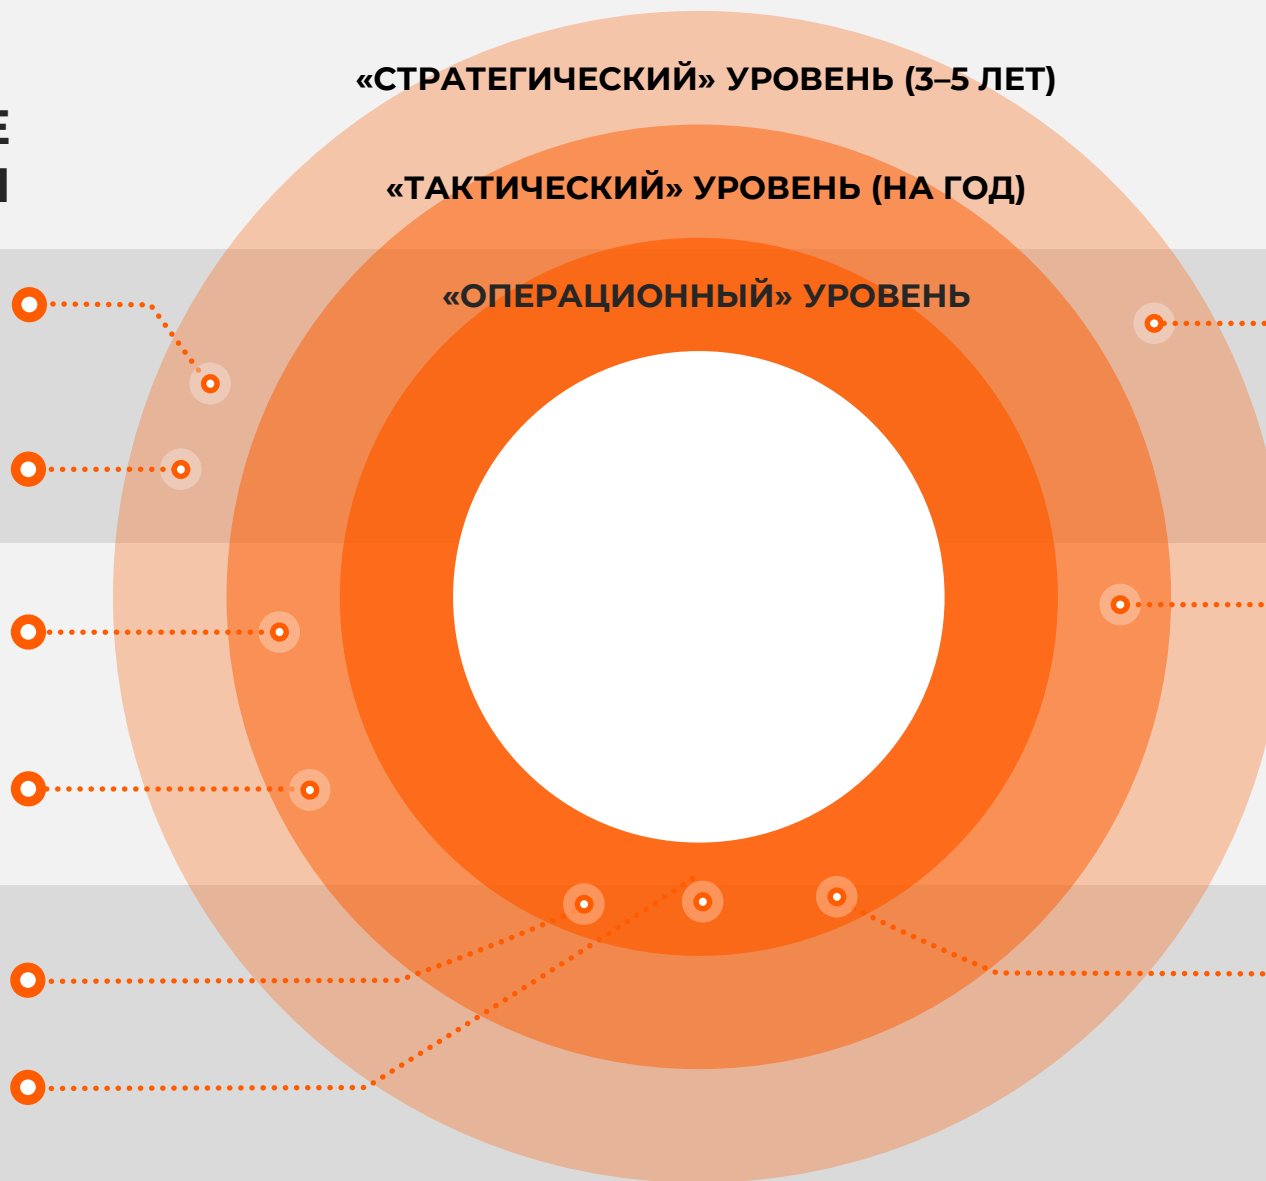 «СТРАТЕГИЧЕСКИЙ» УРОВЕНЬ (3–5 ЛЕТ)
«ТАКТИЧЕСКИЙ» УРОВЕНЬ (НА ГОД)
«ОПЕРАЦИОННЫЙ» УРОВЕНЬ